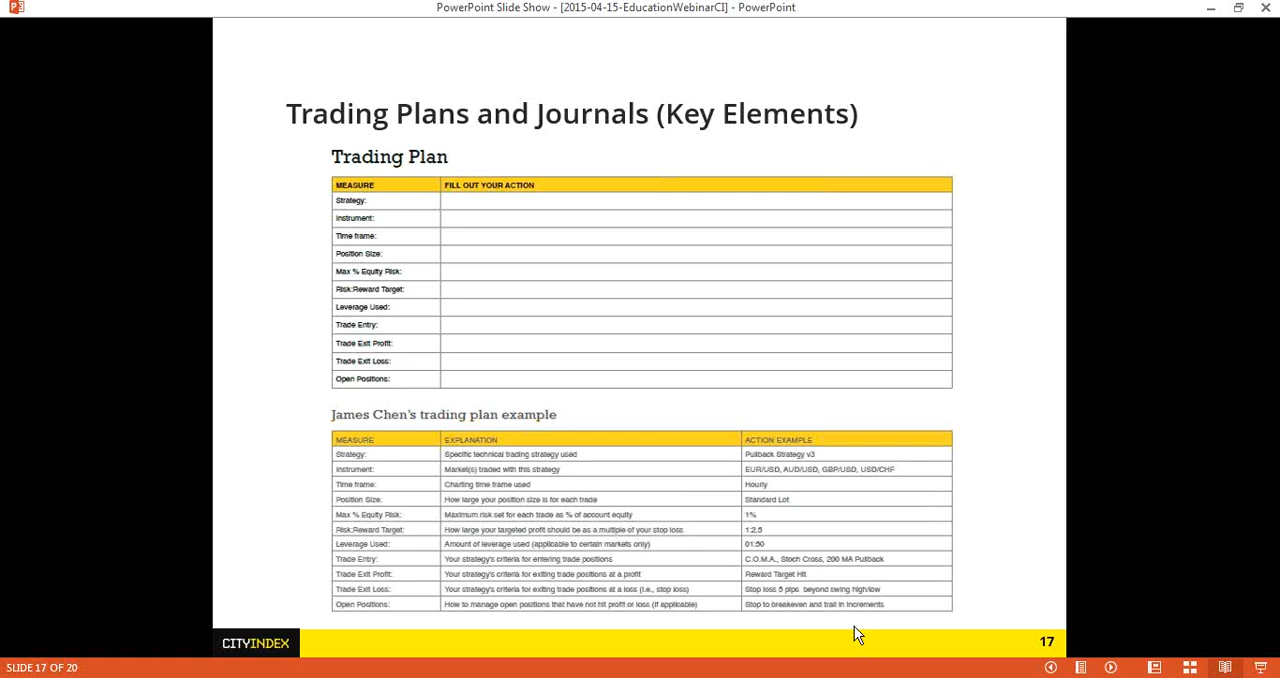 PowerPoint Slide Show - [2015-04-15-EducationWebinarCI] - PowerPoint
Trading Plans and Journals (Key Elements)
Trading Plan
MEASURE FILL OUT YOUR ACTION
Strategy:
Instrument:
Time frame:
Position Size:
Max % Equity Risk:
Risk:Reward Target:
Leverage Used:
Trade Entry:
Trade Exit Profit:
Trade Exit Loss:
Open Positions:
James Chen's trading plan example
MEASURE EXPLANATION ACTION EXAMPLE
Strategy: Specific technical trading strategy used Pullback Strategy v3
Instrument: Market(s) traded with this strategy EUR/USD, AUD/USD, GBP/USD, USD/CHF
Time frame: Charting time frame used Hourly
Position Size: How large your position size is for each trade Standard Lot
Max % Equity Risk: Maximum risk set for each trade as % of account equity 1%
Risk:Reward Target: How large your targeted profit should be as a multiple of your stop loss 1:2.5
Leverage Used: Amount of leverage used (applicable to certain markets only) 01:50
Trade Entry: Your strategy's criteria for entering trade positions C.O.M.A., Stoch Cross, 200 MA Pullback
Trade Exit Profit: Your strategy's criteria for exiting trade positions at a profit Reward Target Hit
Trade Exit Loss: Your strategy's criteria for exiting trade positions at a loss (i.e., stop loss) Stop loss 5 pips beyond swing high/low
Open Positions: How to manage open positions that have not hit profit or loss (if applicable) Stop to breakeven and trail in increments
CITYINDEX 17
SLIDE 17 OF 20